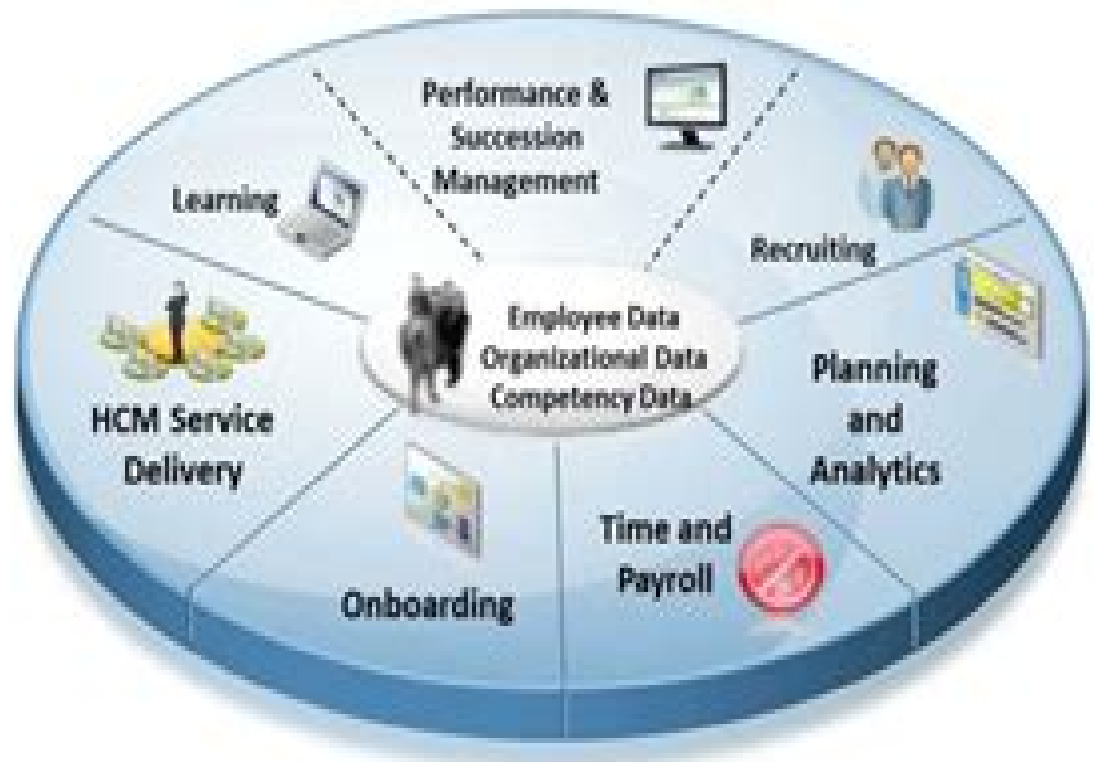 Performance &
Succession
Management
Learning
Recruiting
Employee Data
Organizational Data
Competency Data
Planning
and
Analytics
HCM Service
Delivery
Time and
Payroll
Onboarding